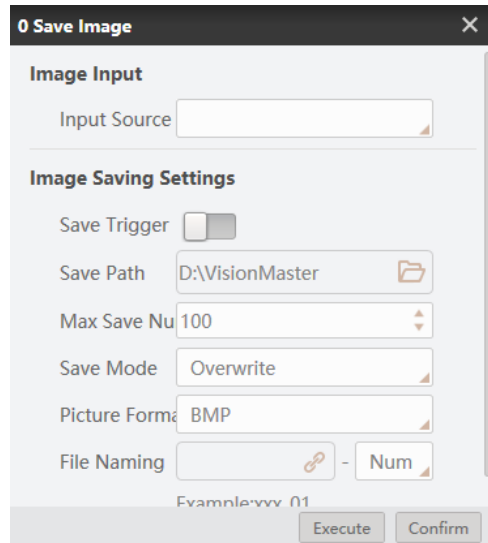 0 Save Image
Image Input
Input Source
Image Saving Settings
Save Trigger
Save Path D:\VisionMaster
Max Save Nu 100
Save Mode Overwrite
Picture Forma BMP
File Naming - Num
Example:xxx_01
Execute Confirm